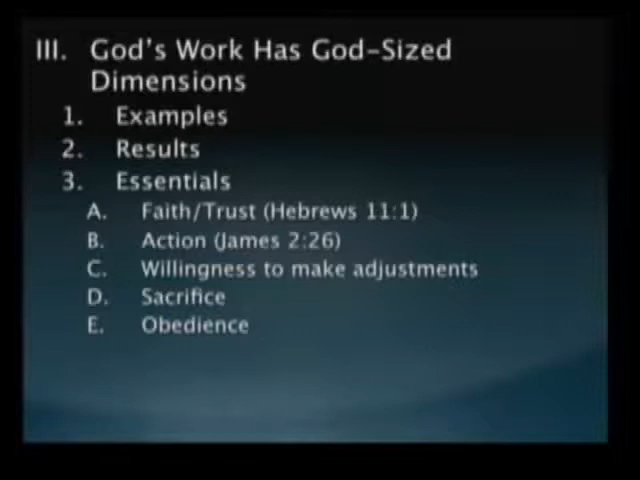 III. God's Work Has God-Sized
Dimensions
1. Examples
2. Results
3. Essentials
A. Faith/Trust (Hebrews 11:1)
B. Action (James 2:26)
C. Willingness to make adjustments
D. Sacrifice
E. Obedience